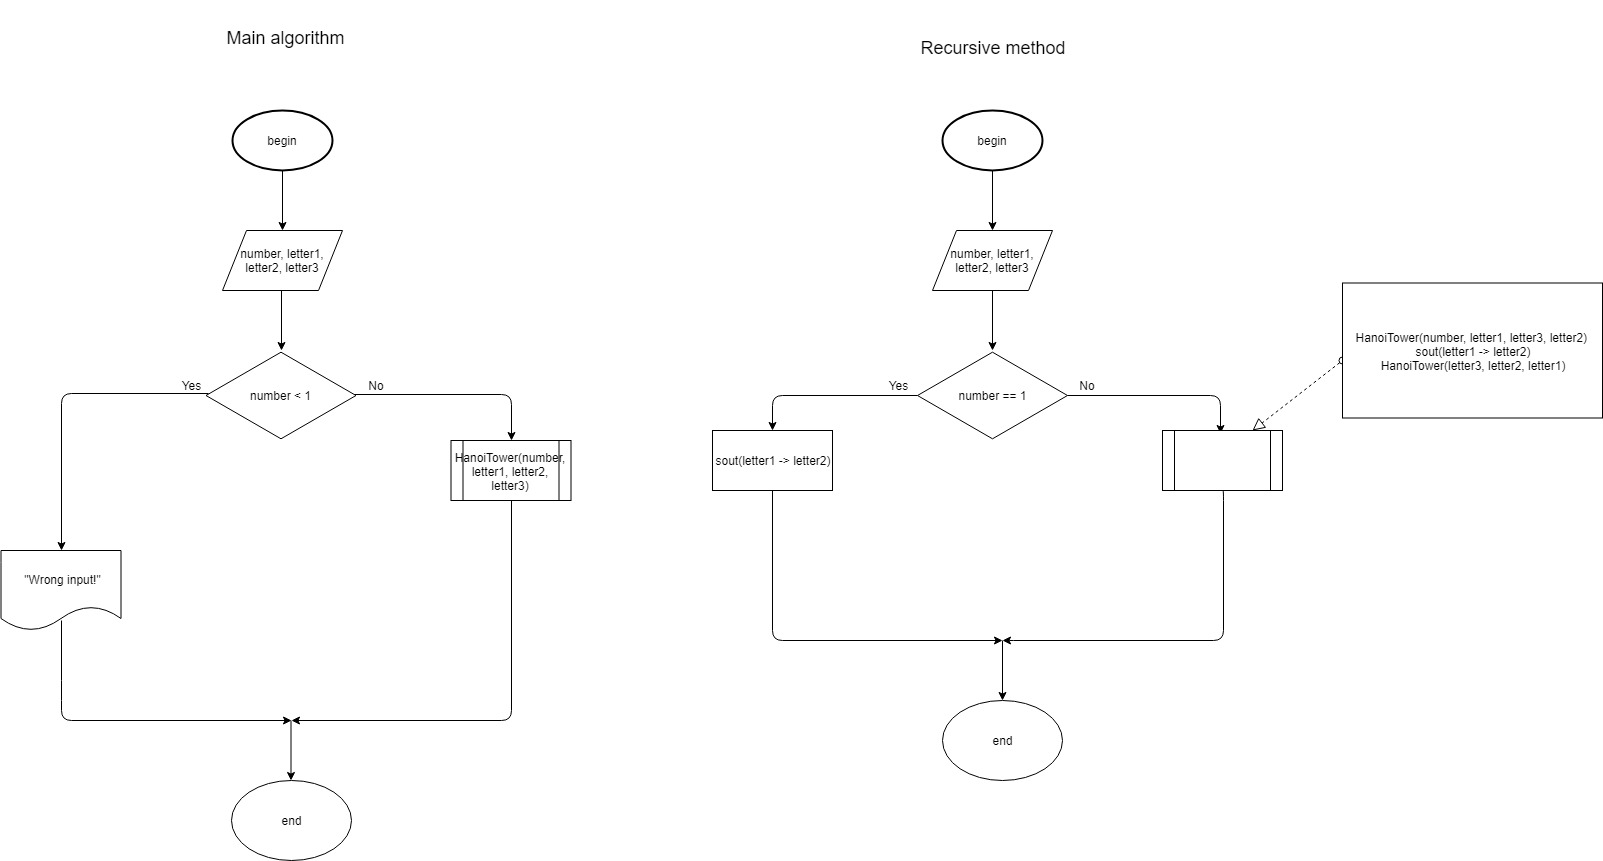 Main algorithm
begin
number, letter1,
letter2, letter3
number < 1
Yes
No
HanoiTower(number,
letter1, letter2,
letter3)
"Wrong input!"
end
Recursive method
begin
number, letter1,
letter2, letter3
number == 1
Yes
No
sout(letter1 -> letter2)
HanoiTower(number, letter1, letter3, letter2)
sout(letter1 -> letter2)
HanoiTower(letter3, letter2, letter1)
end